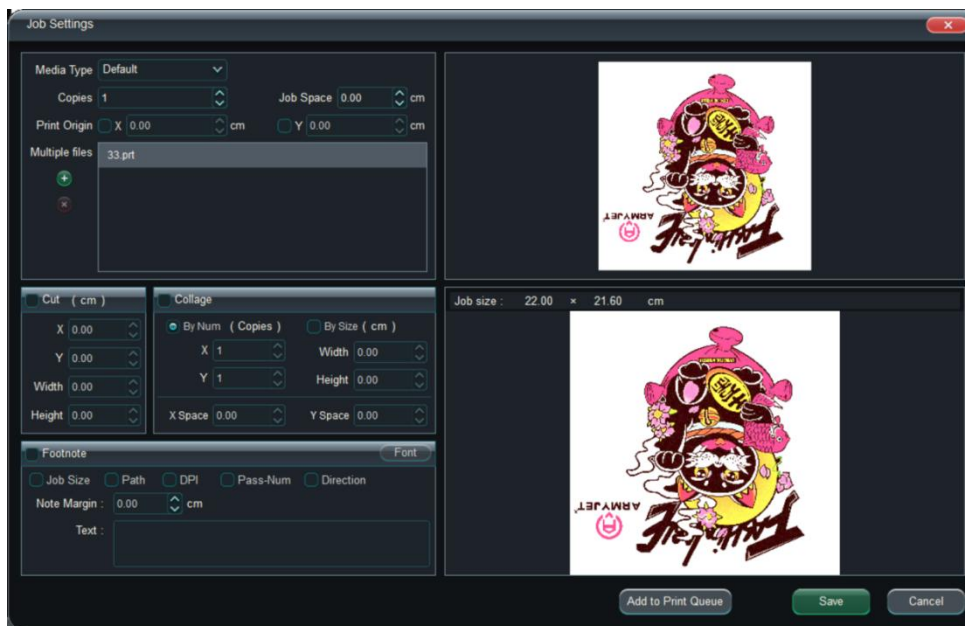 Job Settings
Media Type Default
Copies 1 Job Space 0.00 cm
Print Origin X 0.00 cm Y 0.00 cm
Multiple files 33.prt
Cut ( cm )
X 0.00
Y 0.00
Width 0.00
Height 0.00
Collage
By Num ( Copies ) By Size ( cm )
X 1 Width 0.00
Y 1 Height 0.00
X Space 0.00 Y Space 0.00
Footnote Font
Job Size Path DPI Pass-Num Direction
Note Margin : 0.00 cm
Text :
ARMYJET
Job size : 22.00 × 21.60 cm
ARMYJET
Add to Print Queue Save Cancel